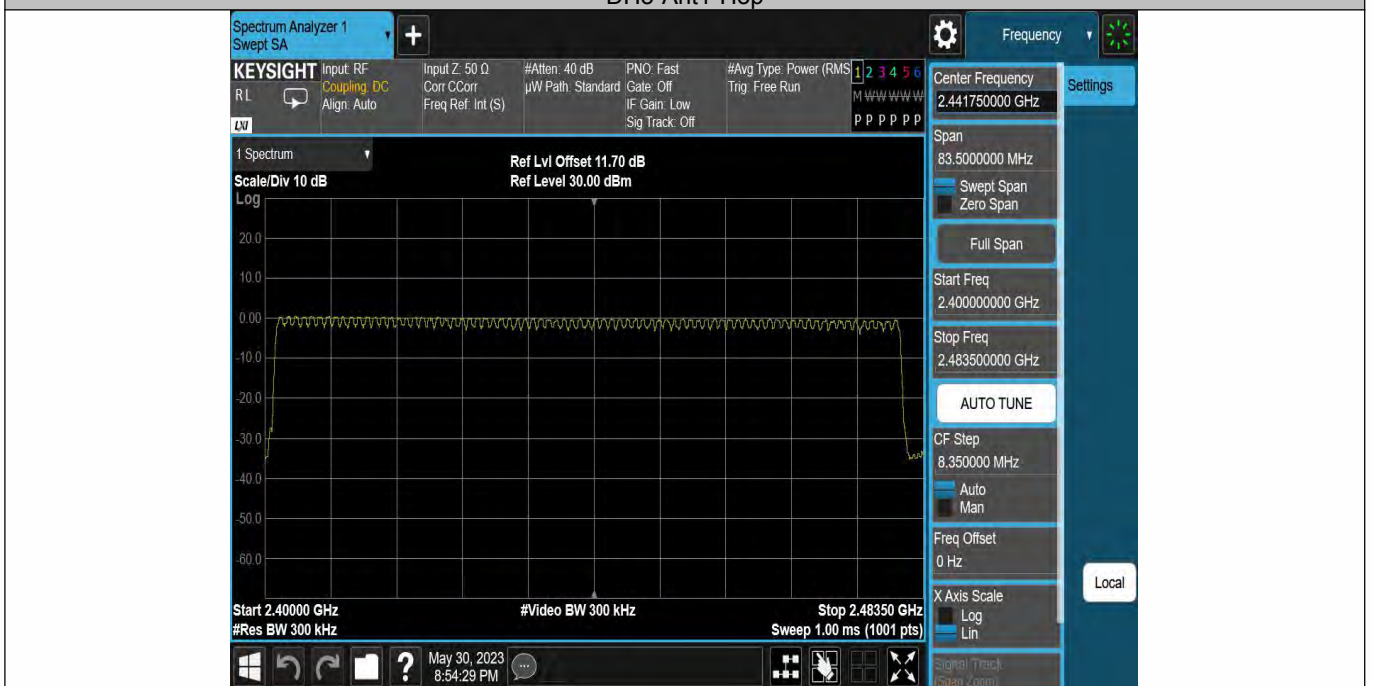 Spectrum Analyzer 1
Swept SA
Frequency
KEYSIGHT
RL
LXI
Input: RF
Coupling: DC
Align: Auto
Input Z: 50 Ω
Corr CCorr
Freq Ref: Int (S)
#Atten: 40 dB
µW Path: Standard
PNO: Fast
Gate: Off
IF Gain: Low
Sig Track: Off
#Avg Type: Power (RMS
Trig: Free Run
1 2 3 4 5 6
M W W W W W
P P P P P P
1 Spectrum
Scale/Div 10 dB
Ref Lvl Offset 11.70 dB
Ref Level 30.00 dBm
Log
20.0
10.0
0.00
-10.0
-20.0
-30.0
-40.0
-50.0
-60.0
Start 2.40000 GHz
#Res BW 300 kHz
#Video BW 300 kHz
Stop 2.48350 GHz
Sweep 1.00 ms (1001 pts)
Center Frequency
2.441750000 GHz
Settings
Span
83.5000000 MHz
Swept Span
Zero Span
Full Span
Start Freq
2.400000000 GHz
Stop Freq
2.483500000 GHz
AUTO TUNE
CF Step
8.350000 MHz
Auto
Man
Freq Offset
0 Hz
X Axis Scale
Log
Lin
Signal Track
(Span Zoom)
Local
?
May 30, 2023
8:54:29 PM